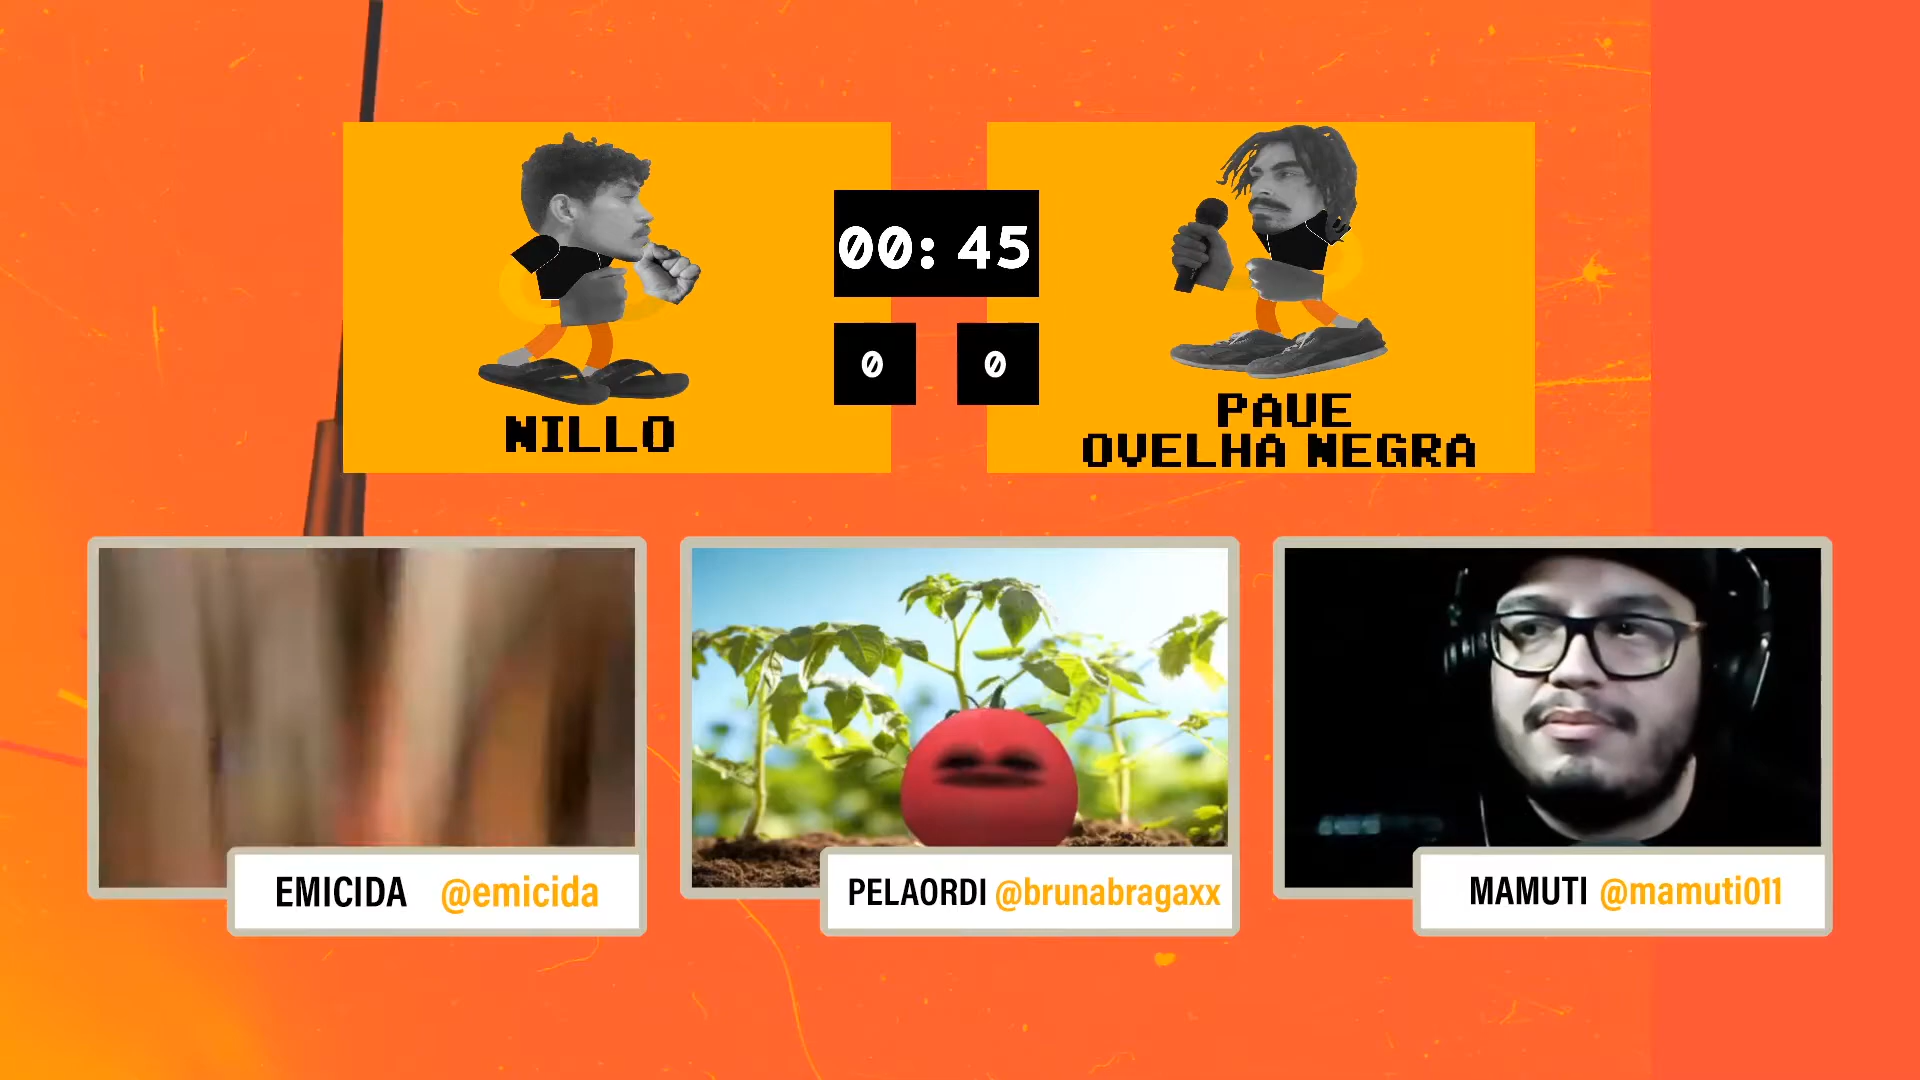 00:45
0 0
NILLO
PAVE
OVELHA NEGRA
EMICIDA @emicida
PELAORDI @brunabragaxx
MAMUTI @mamuti011